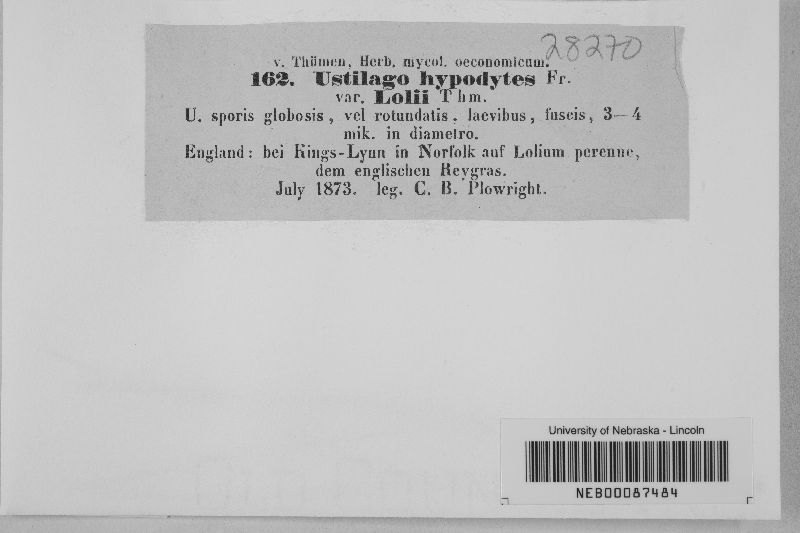 28270
v. Thümen, Herb. mycol. oeconomicum.
162. Ustilago hypodytes Fr.
var. Lolii Thm.
U. sporis globosis, vel rotundatis, laevibus, fuscis, 3—4
mik. in diametro.
England: bei Kings-Lynn in Norfolk auf Lolium perenne,
dem englischen Reygras.
July 1873. leg. C. B. Plowright.
University of Nebraska - Lincoln
NEB00087484